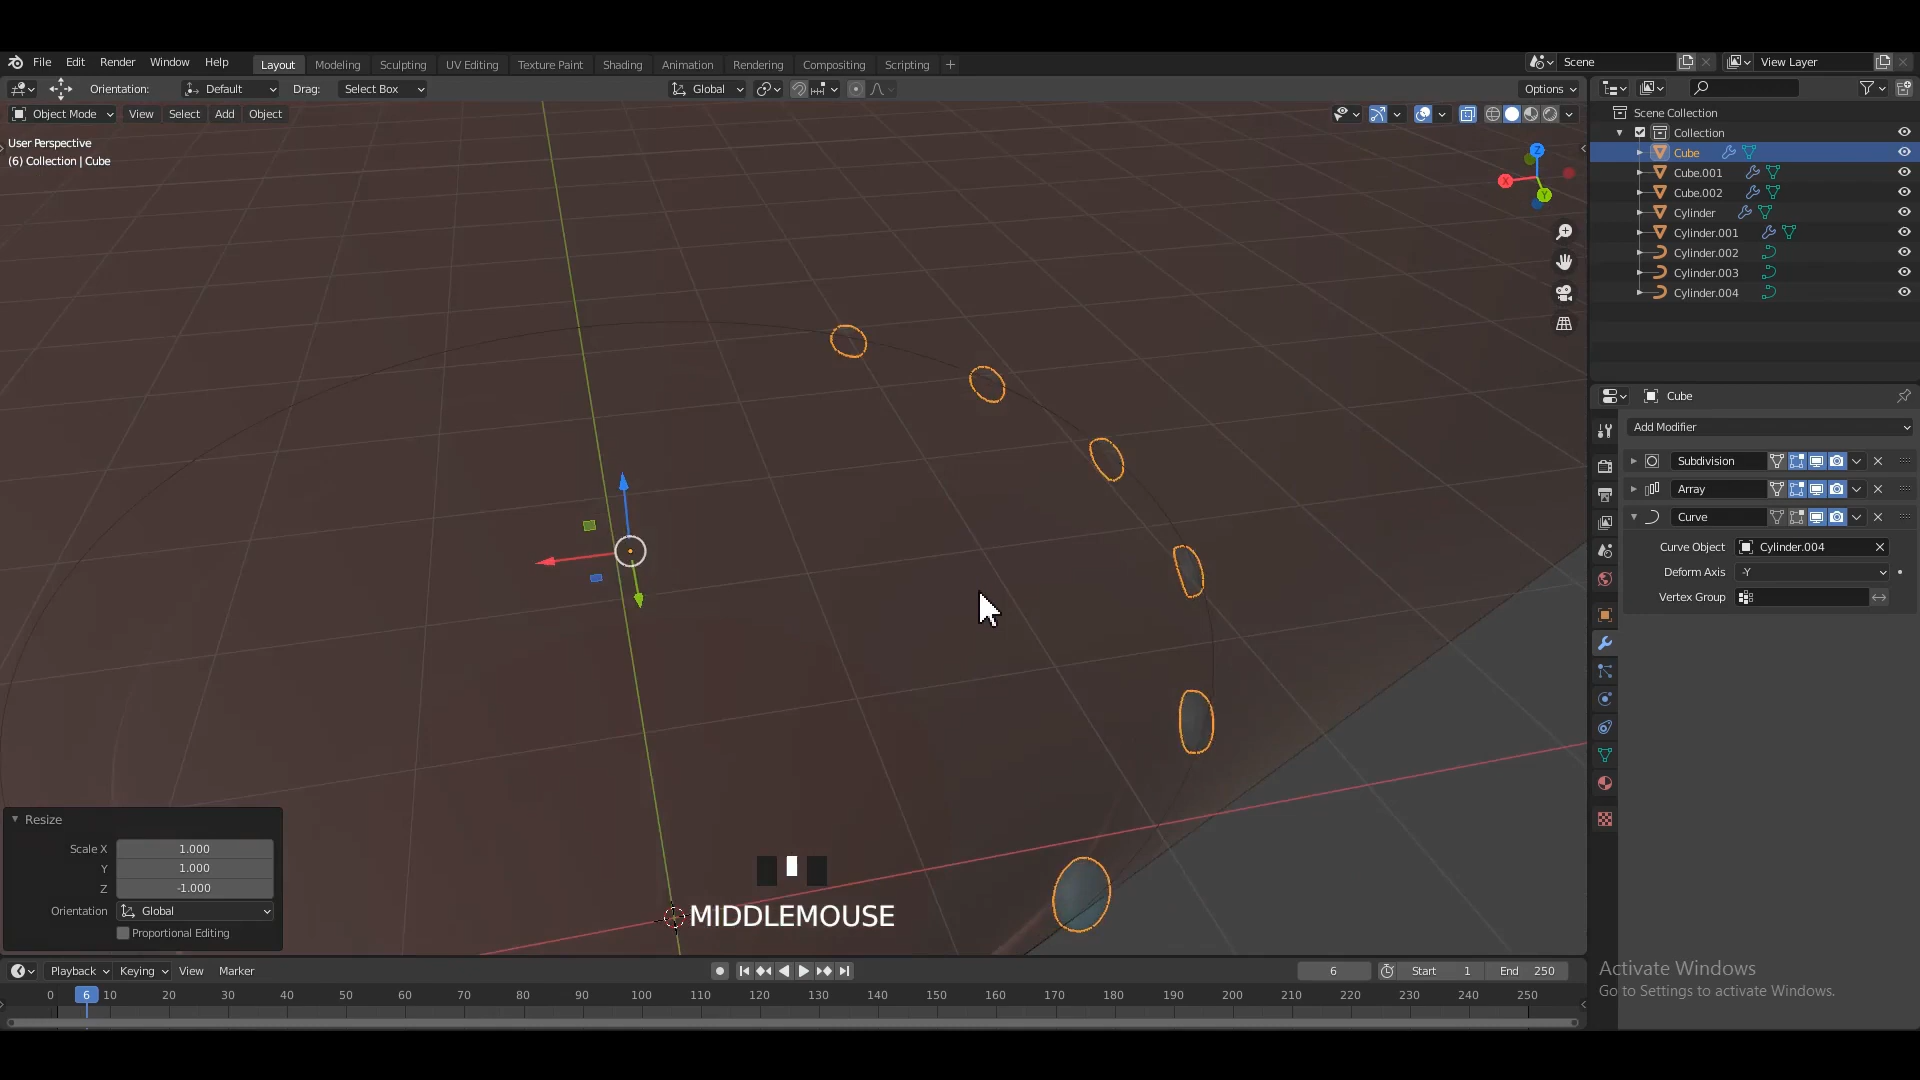 File Edit Render Window Help Layout Modeling Sculpting UV Editing Texture Paint Shading Animation Rendering Compositing Scripting + Scene View Layer
Orientation: Default Drag: Select Box Global Options
Object Mode View Select Add Object
User Perspective
(6) Collection | Cube
Z
X
Y
Scene Collection
Collection
Cube
Cube.001
Cube.002
Cylinder
Cylinder.001
Cylinder.002
Cylinder.003
Cylinder.004
Cube
Add Modifier
Subdivision
Array
Curve
Curve Object Cylinder.004
Deform Axis -Y
Vertex Group
Resize
Scale X 1.000
Y 1.000
Z -1.000
Orientation Global
Proportional Editing
MIDDLEMOUSE
Playback Keying View Marker 6 Start 1 End 250
0 6 10 20 30 40 50 60 70 80 90 100 110 120 130 140 150 160 170 180 190 200 210 220 230 240 250
Activate Windows
Go to Settings to activate Windows.